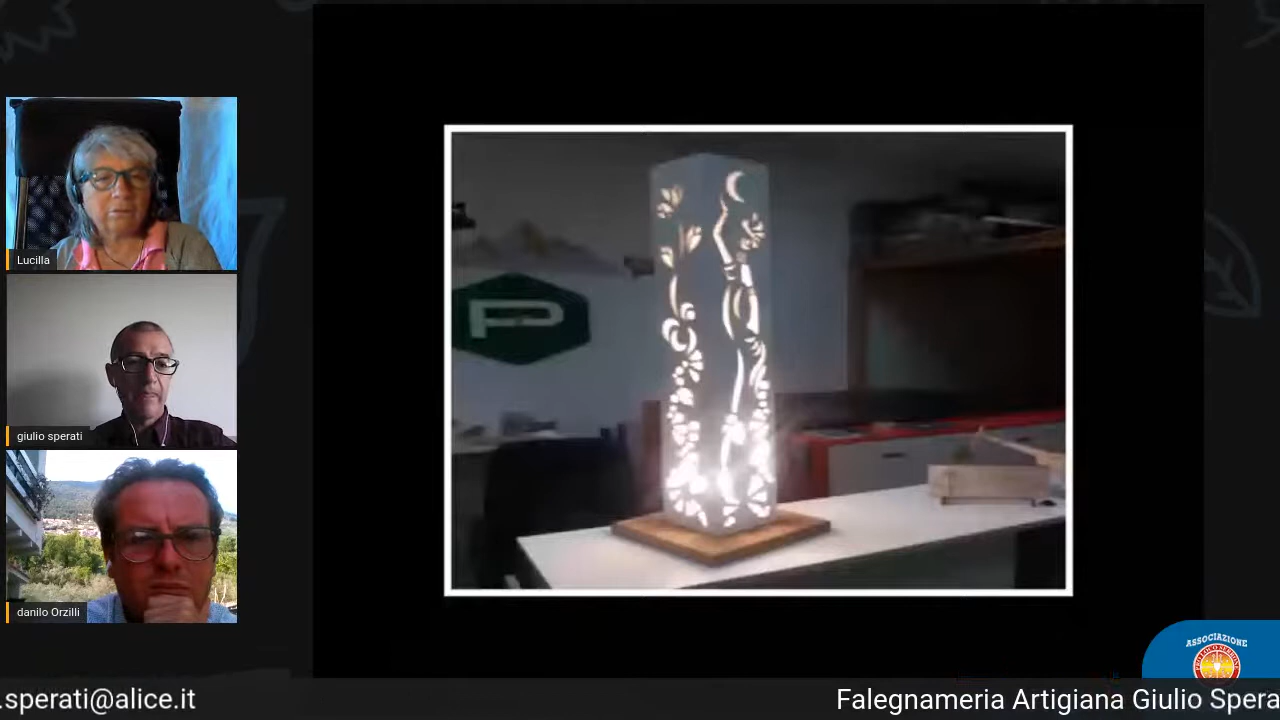 Lucilla
giulio sperati
danilo Orzilli
P
ASSOCIAZIONE
.sperati@alice.it
Falegnameria Artigiana Giulio Spera